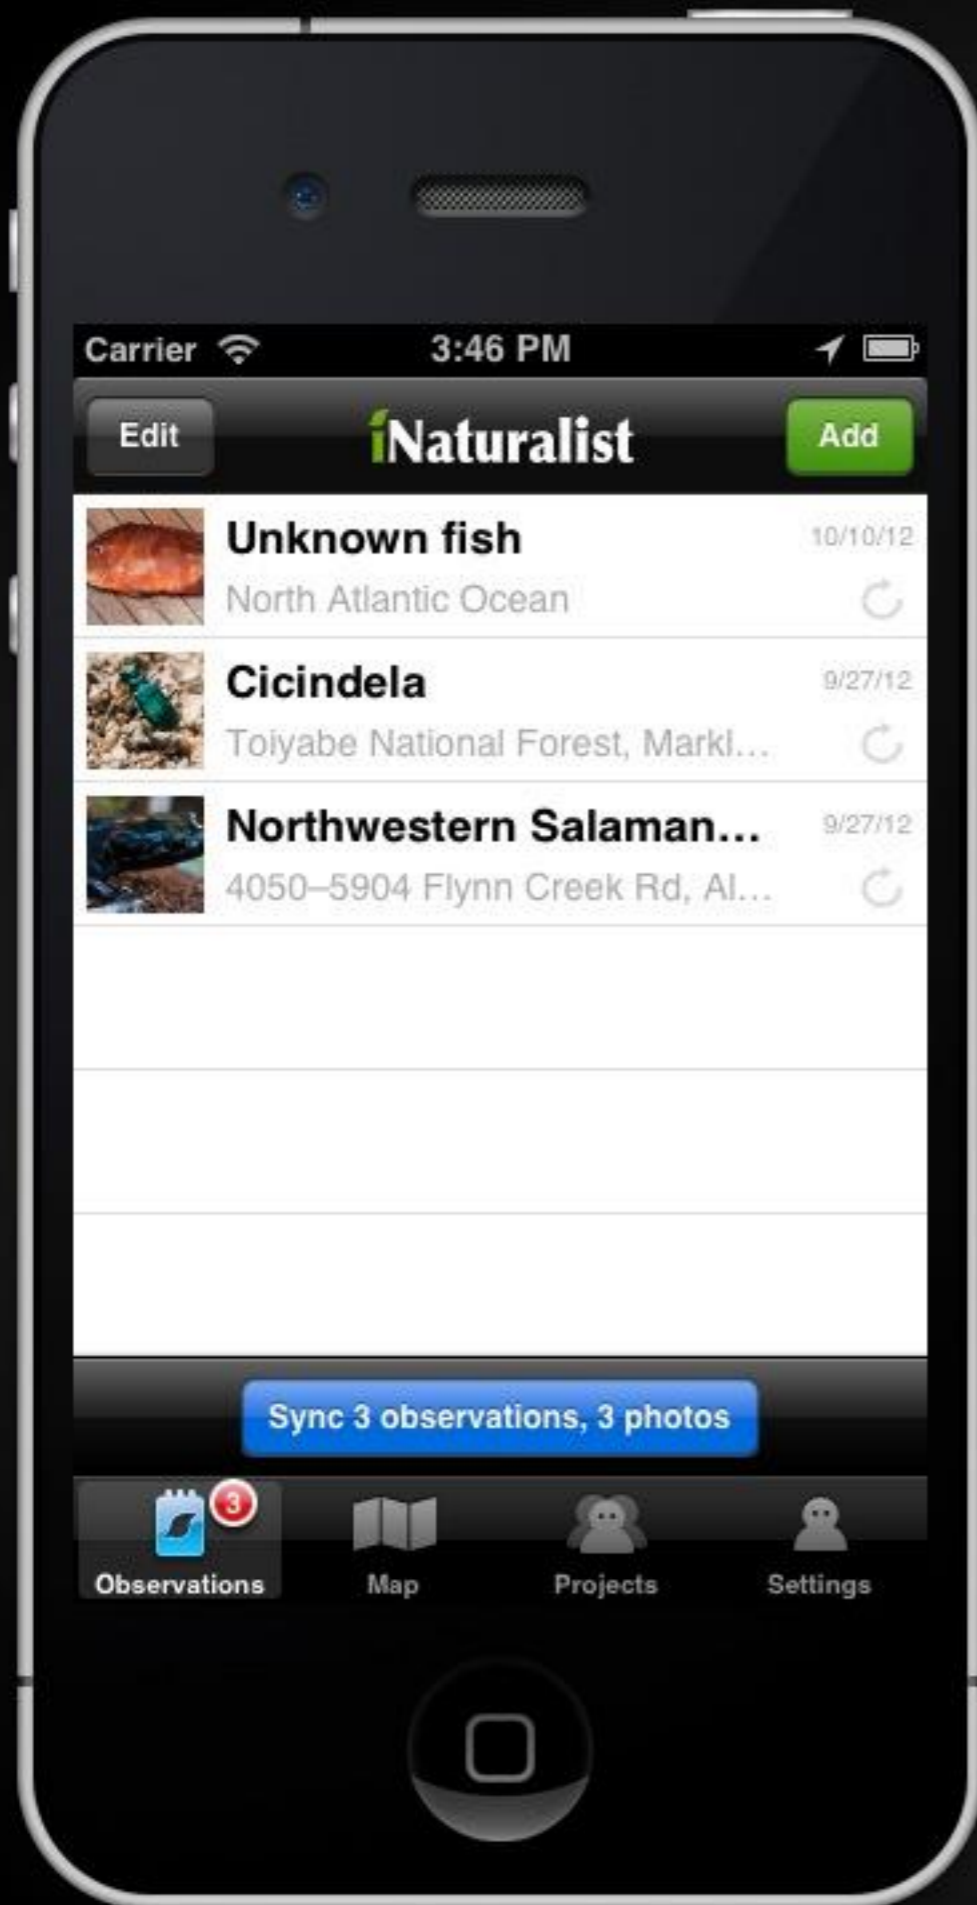 Carrier 3:46 PM
Edit iNaturalist Add
Unknown fish 10/10/12
North Atlantic Ocean
Cicindela 9/27/12
Toiyabe National Forest, Markl...
Northwestern Salaman... 9/27/12
4050–5904 Flynn Creek Rd, Al...
Sync 3 observations, 3 photos
3
Observations Map Projects Settings